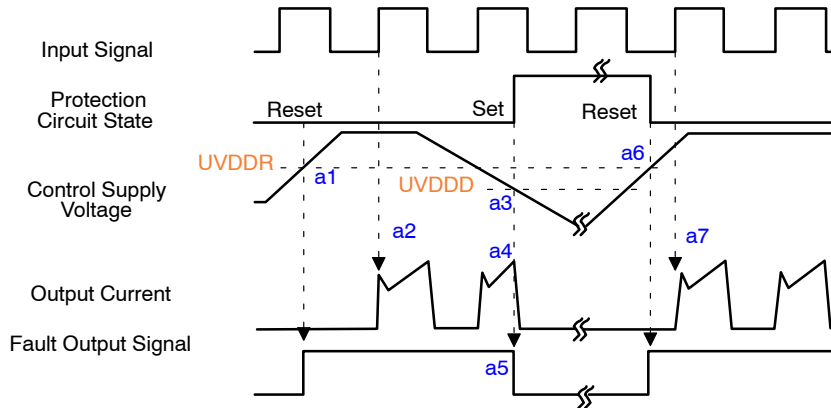 Input Signal
Protection
Circuit State
Reset
Set
Reset
UVDDR
a1
a6
UVDDD
a3
Control Supply
Voltage
a2
a7
a4
Output Current
Fault Output Signal
a5